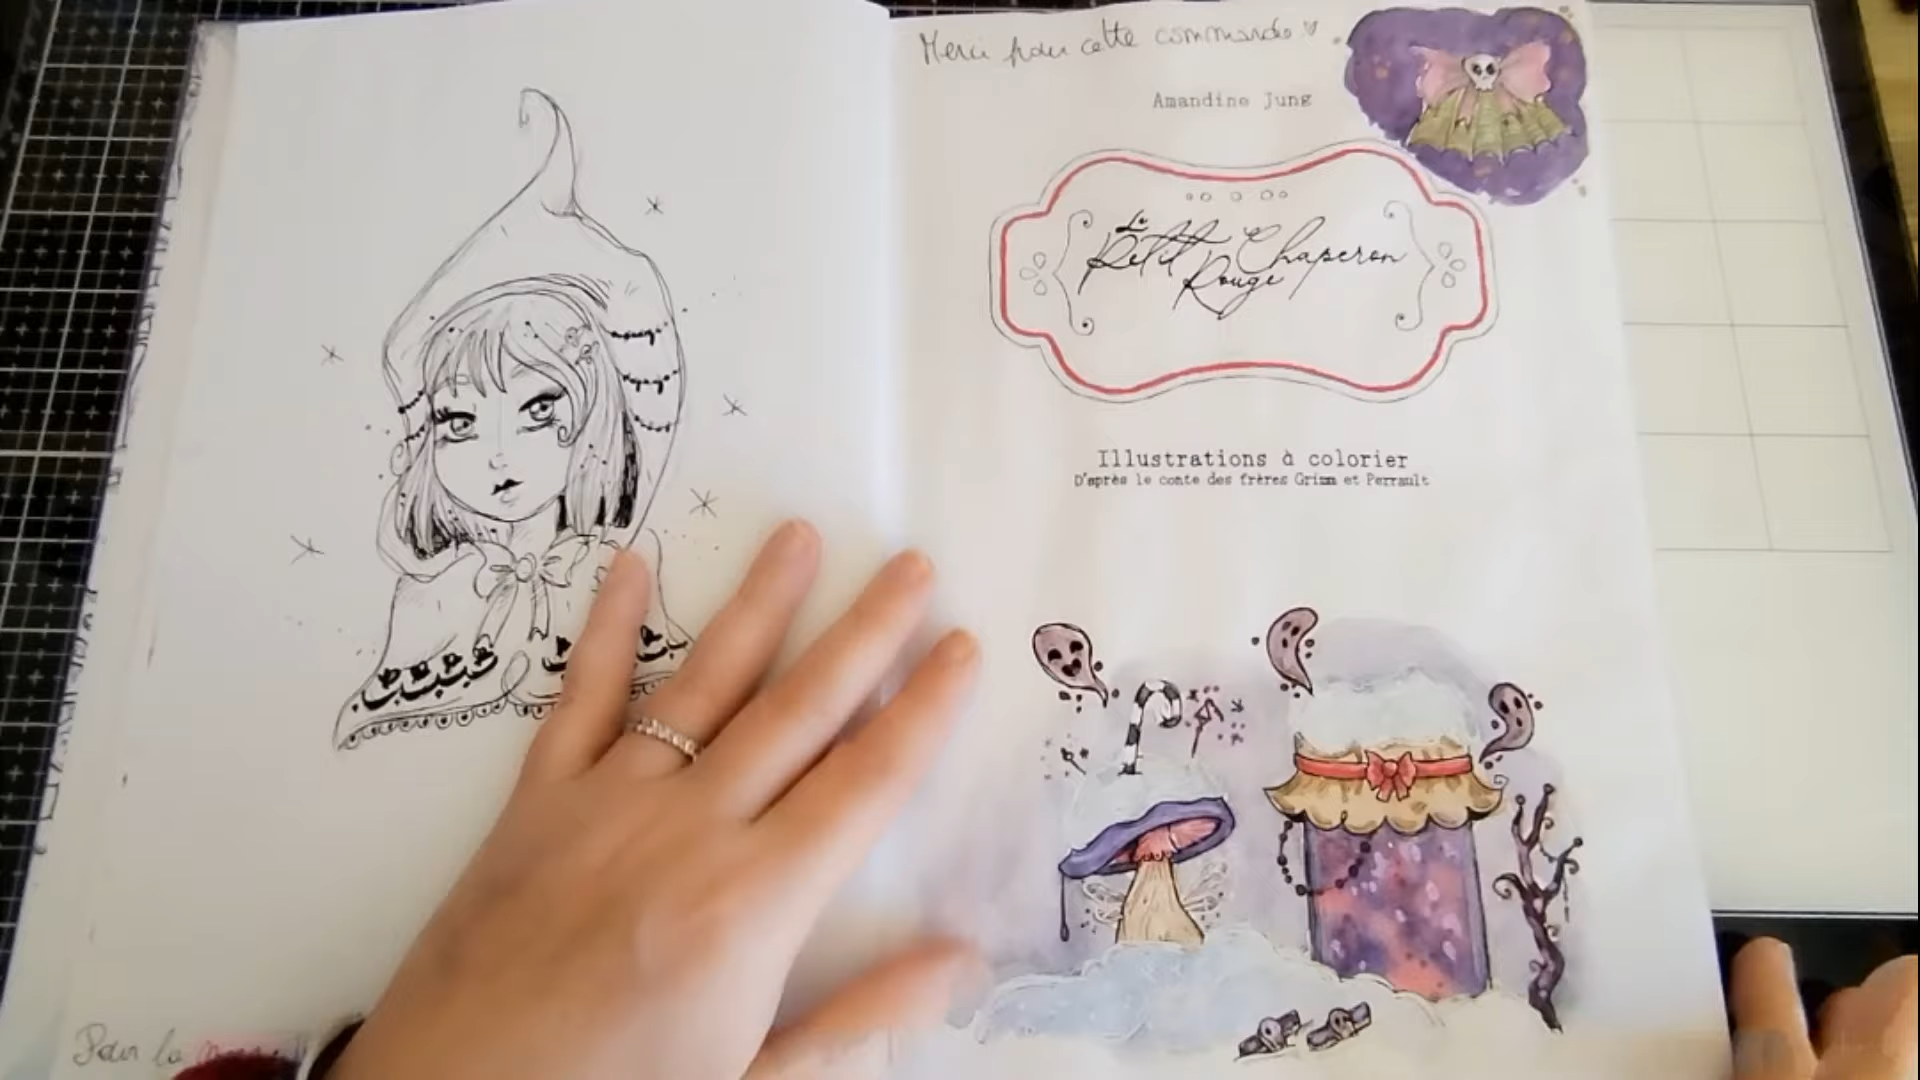 Merci pour cette commande
Amandine Jung
Le
Petit Chaperon
Rouge
Illustrations à colorier
D'après le conte des frères Grimm et Perrault
Pour la